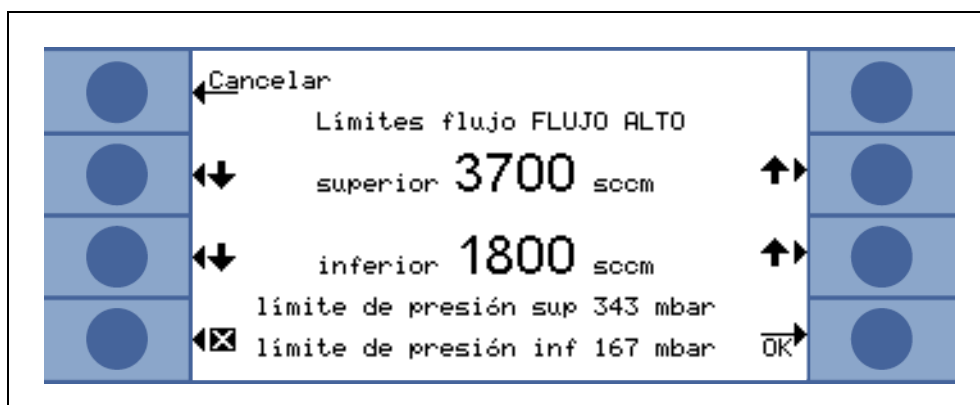 Cancelar
Límites flujo FLUJO ALTO
superior 3700 sccm
inferior 1800 sccm
límite de presión sup 343 mbar
límite de presión inf 167 mbar
OK